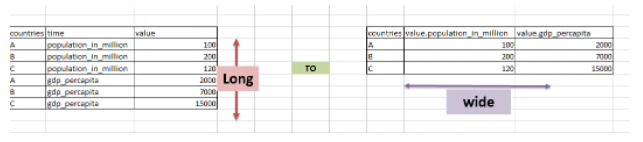 countries time value
A population_in_million 100
B population_in_million 200
C population_in_million 120
A gdp_percapita 2000
B gdp_percapita 7000
C gdp_percapita 15000
Long
TO
countries value.population_in_million value.gdp_percapita
A 100 2000
B 200 7000
C 120 15000
wide